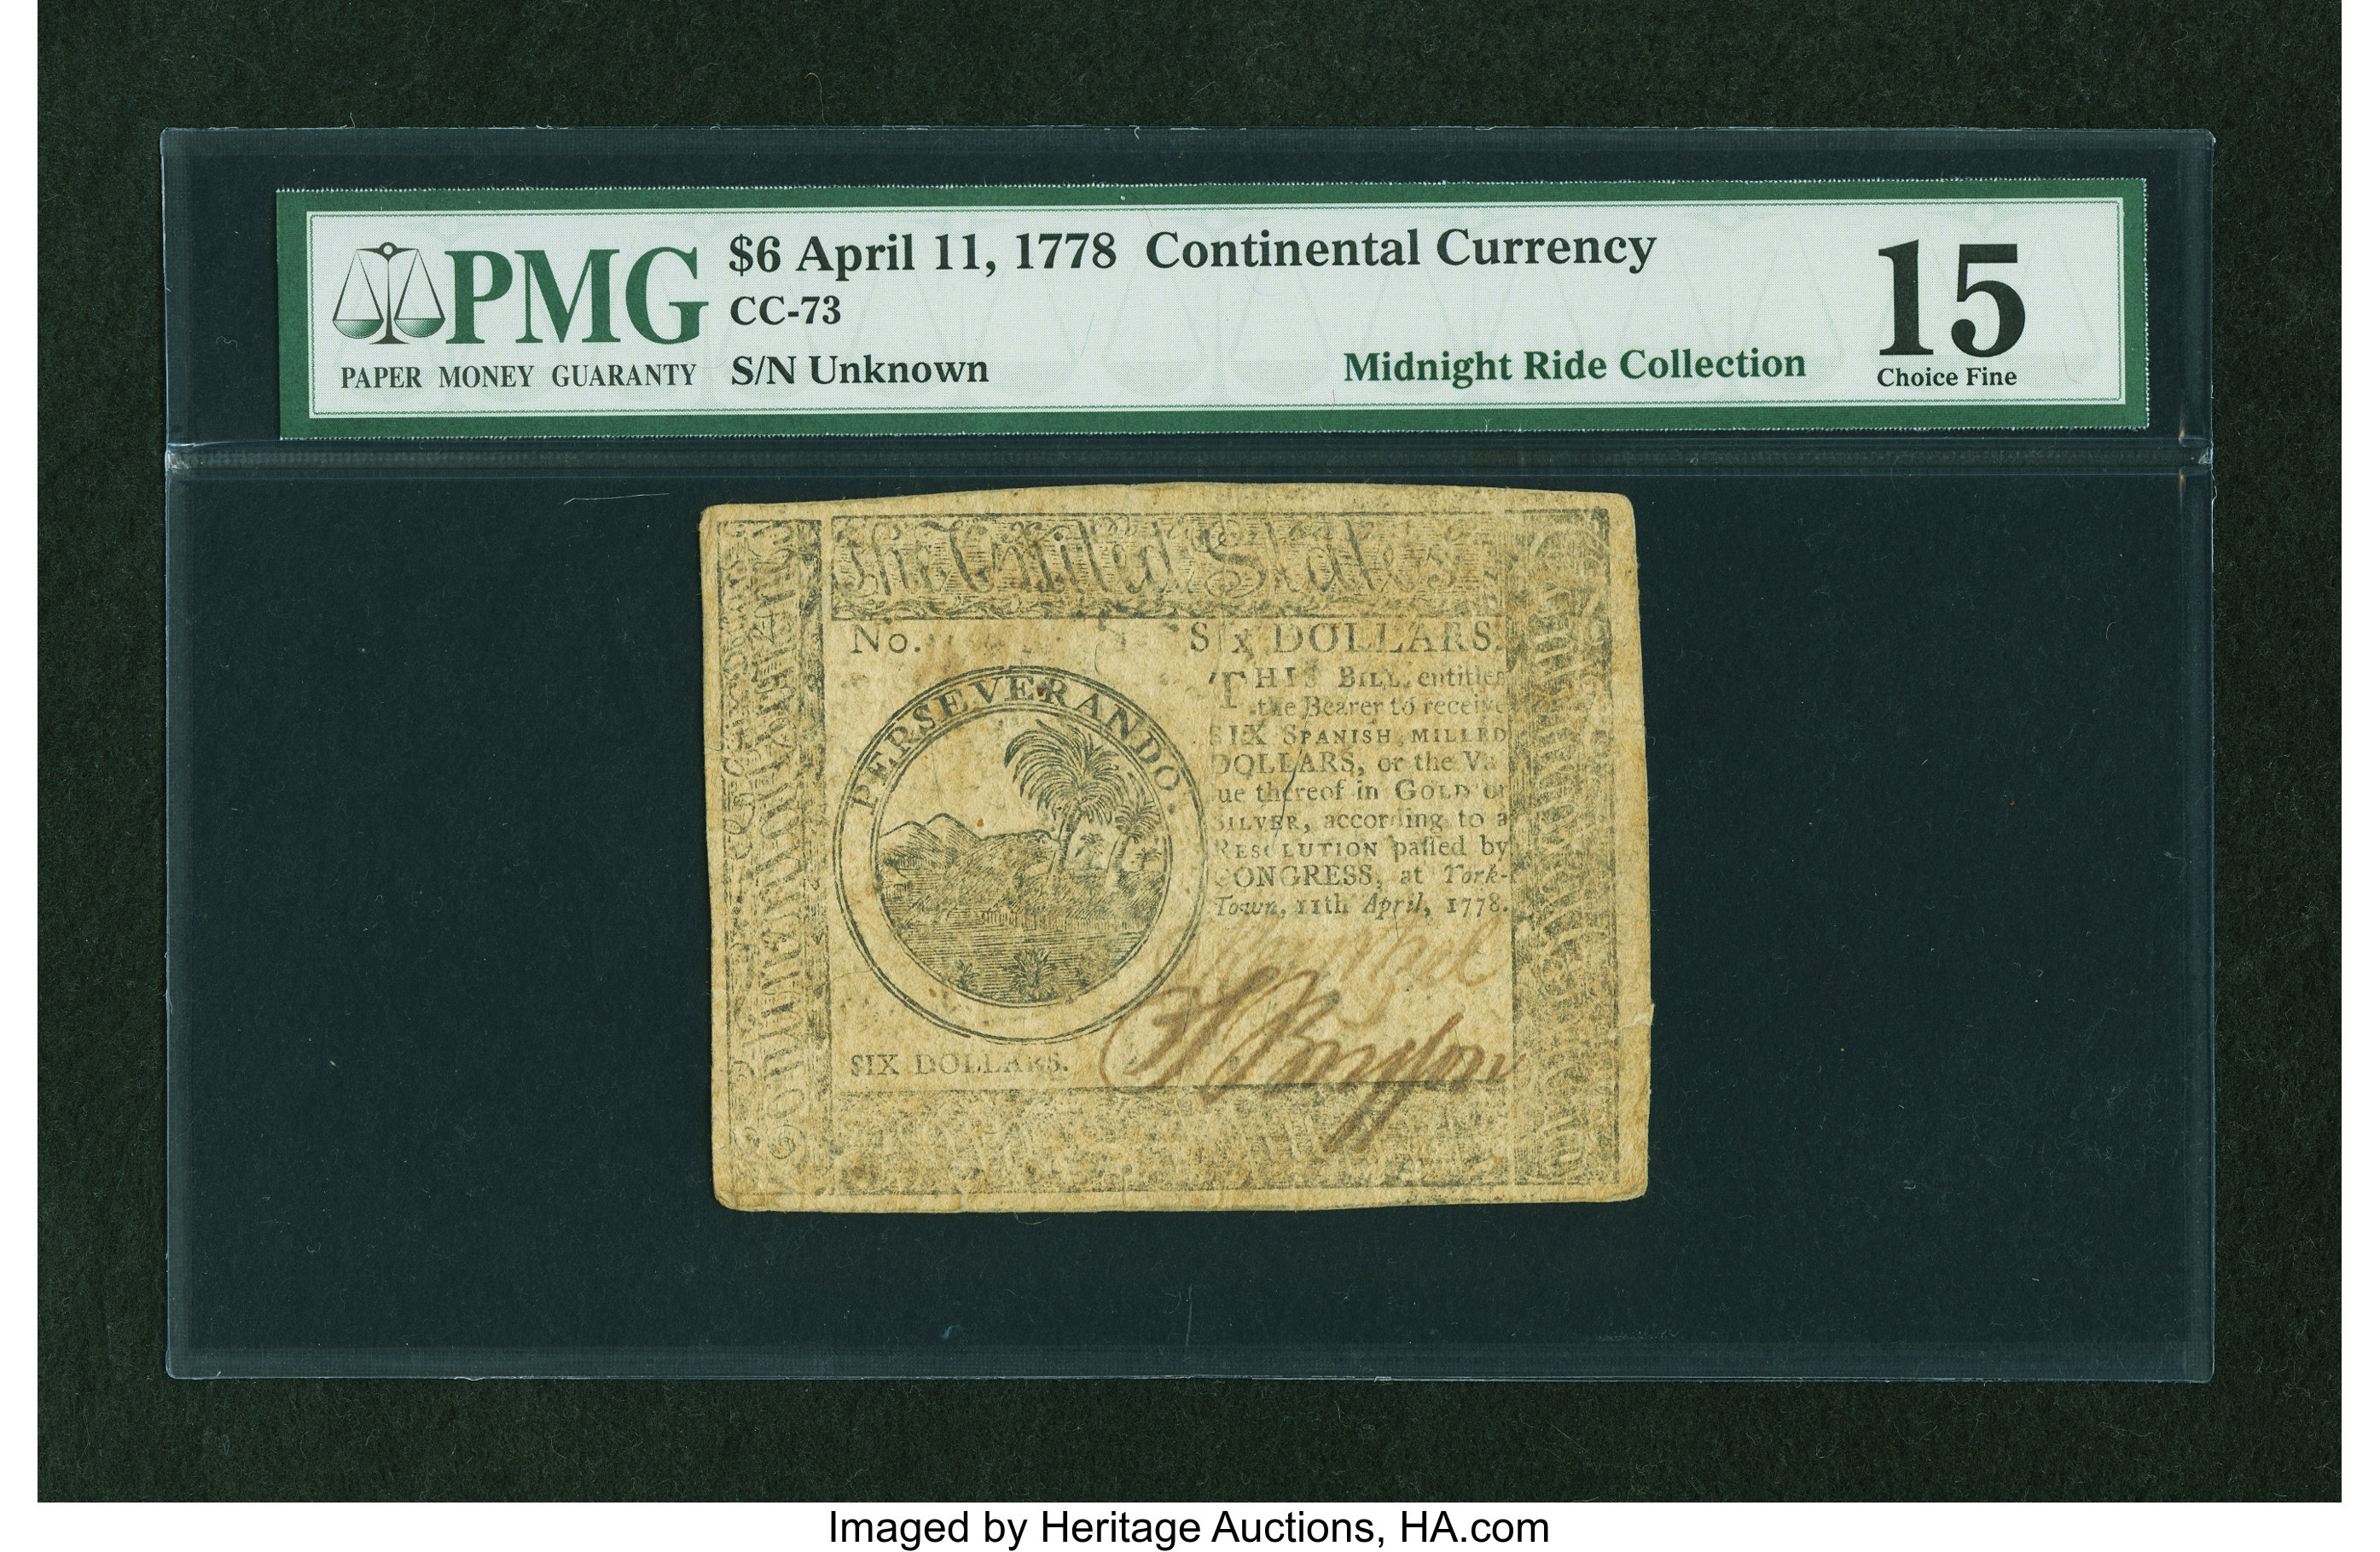 PMG
PAPER MONEY GUARANTY
$6 April 11, 1778 Continental Currency
CC-73
S/N Unknown
Midnight Ride Collection
15
Choice Fine
The United States
No.
SIX DOLLARS.
THIS BILL entitles
the Bearer to receive
SIX SPANISH MILLED
DOLLARS, or the Va
ue thereof in GOLD or
SILVER, according to a
RESOLUTION passed by
CONGRESS, at York-
Town, 11th April, 1778.
PERSEVERANDO.
SIX DOLLARS.
Imaged by Heritage Auctions, HA.com